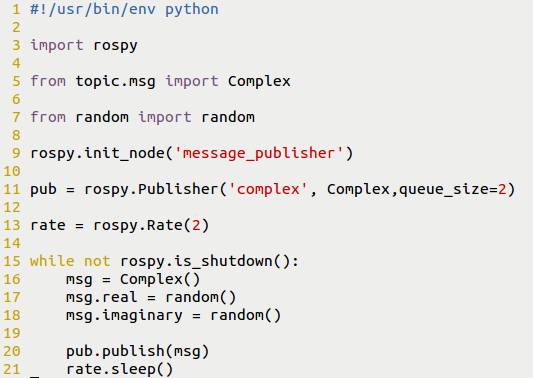 1 #!/usr/bin/env python
2
3 import rospy
4
5 from topic.msg import Complex
6
7 from random import random
8
9 rospy.init_node('message_publisher')
10
11 pub = rospy.Publisher('complex', Complex,queue_size=2)
12
13 rate = rospy.Rate(2)
14
15 while not rospy.is_shutdown():
16     msg = Complex()
17     msg.real = random()
18     msg.imaginary = random()
19
20     pub.publish(msg)
21     rate.sleep()